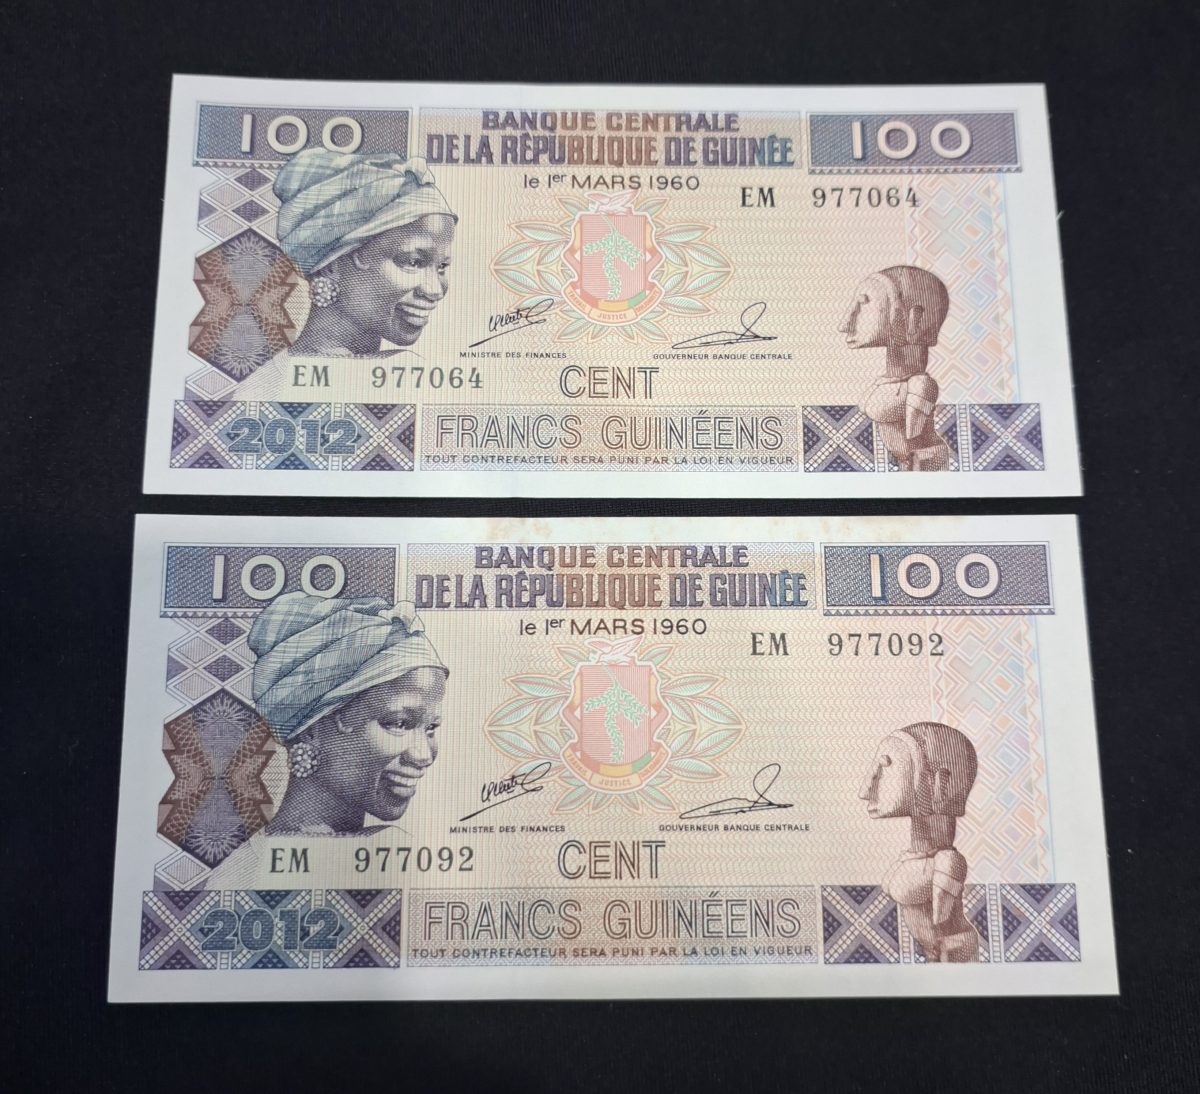 100
BANQUE CENTRALE
DE LA RÉPUBLIQUE DE GUINÉE
100
le 1er MARS 1960
EM 977064
JUSTICE
MINISTRE DES FINANCES
GOUVERNEUR BANQUE CENTRALE
EM 977064
CENT
2012
FRANCS GUINÉENS
TOUT CONTREFACTEUR SERA PUNI PAR LA LOI EN VIGUEUR
100
BANQUE CENTRALE
DE LA RÉPUBLIQUE DE GUINÉE
100
le 1er MARS 1960
EM 977092
JUSTICE
MINISTRE DES FINANCES
GOUVERNEUR BANQUE CENTRALE
EM 977092
CENT
2012
FRANCS GUINÉENS
TOUT CONTREFACTEUR SERA PUNI PAR LA LOI EN VIGUEUR